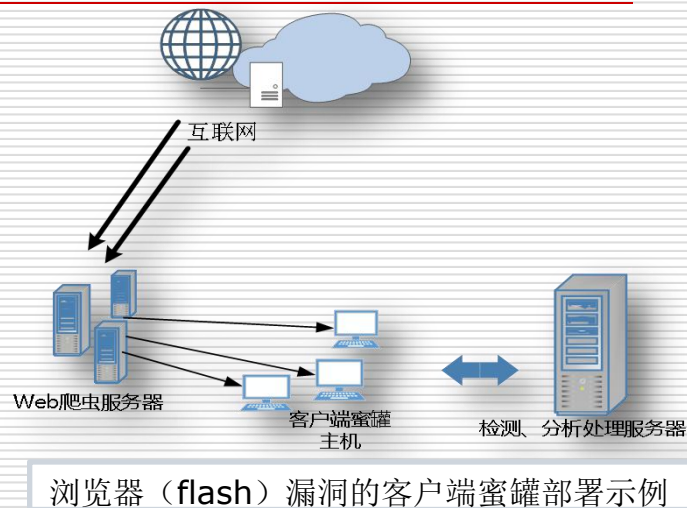 互联网
Web爬虫服务器
客户端蜜罐
主机
检测、分析处理服务器
浏览器（flash）漏洞的客户端蜜罐部署示例